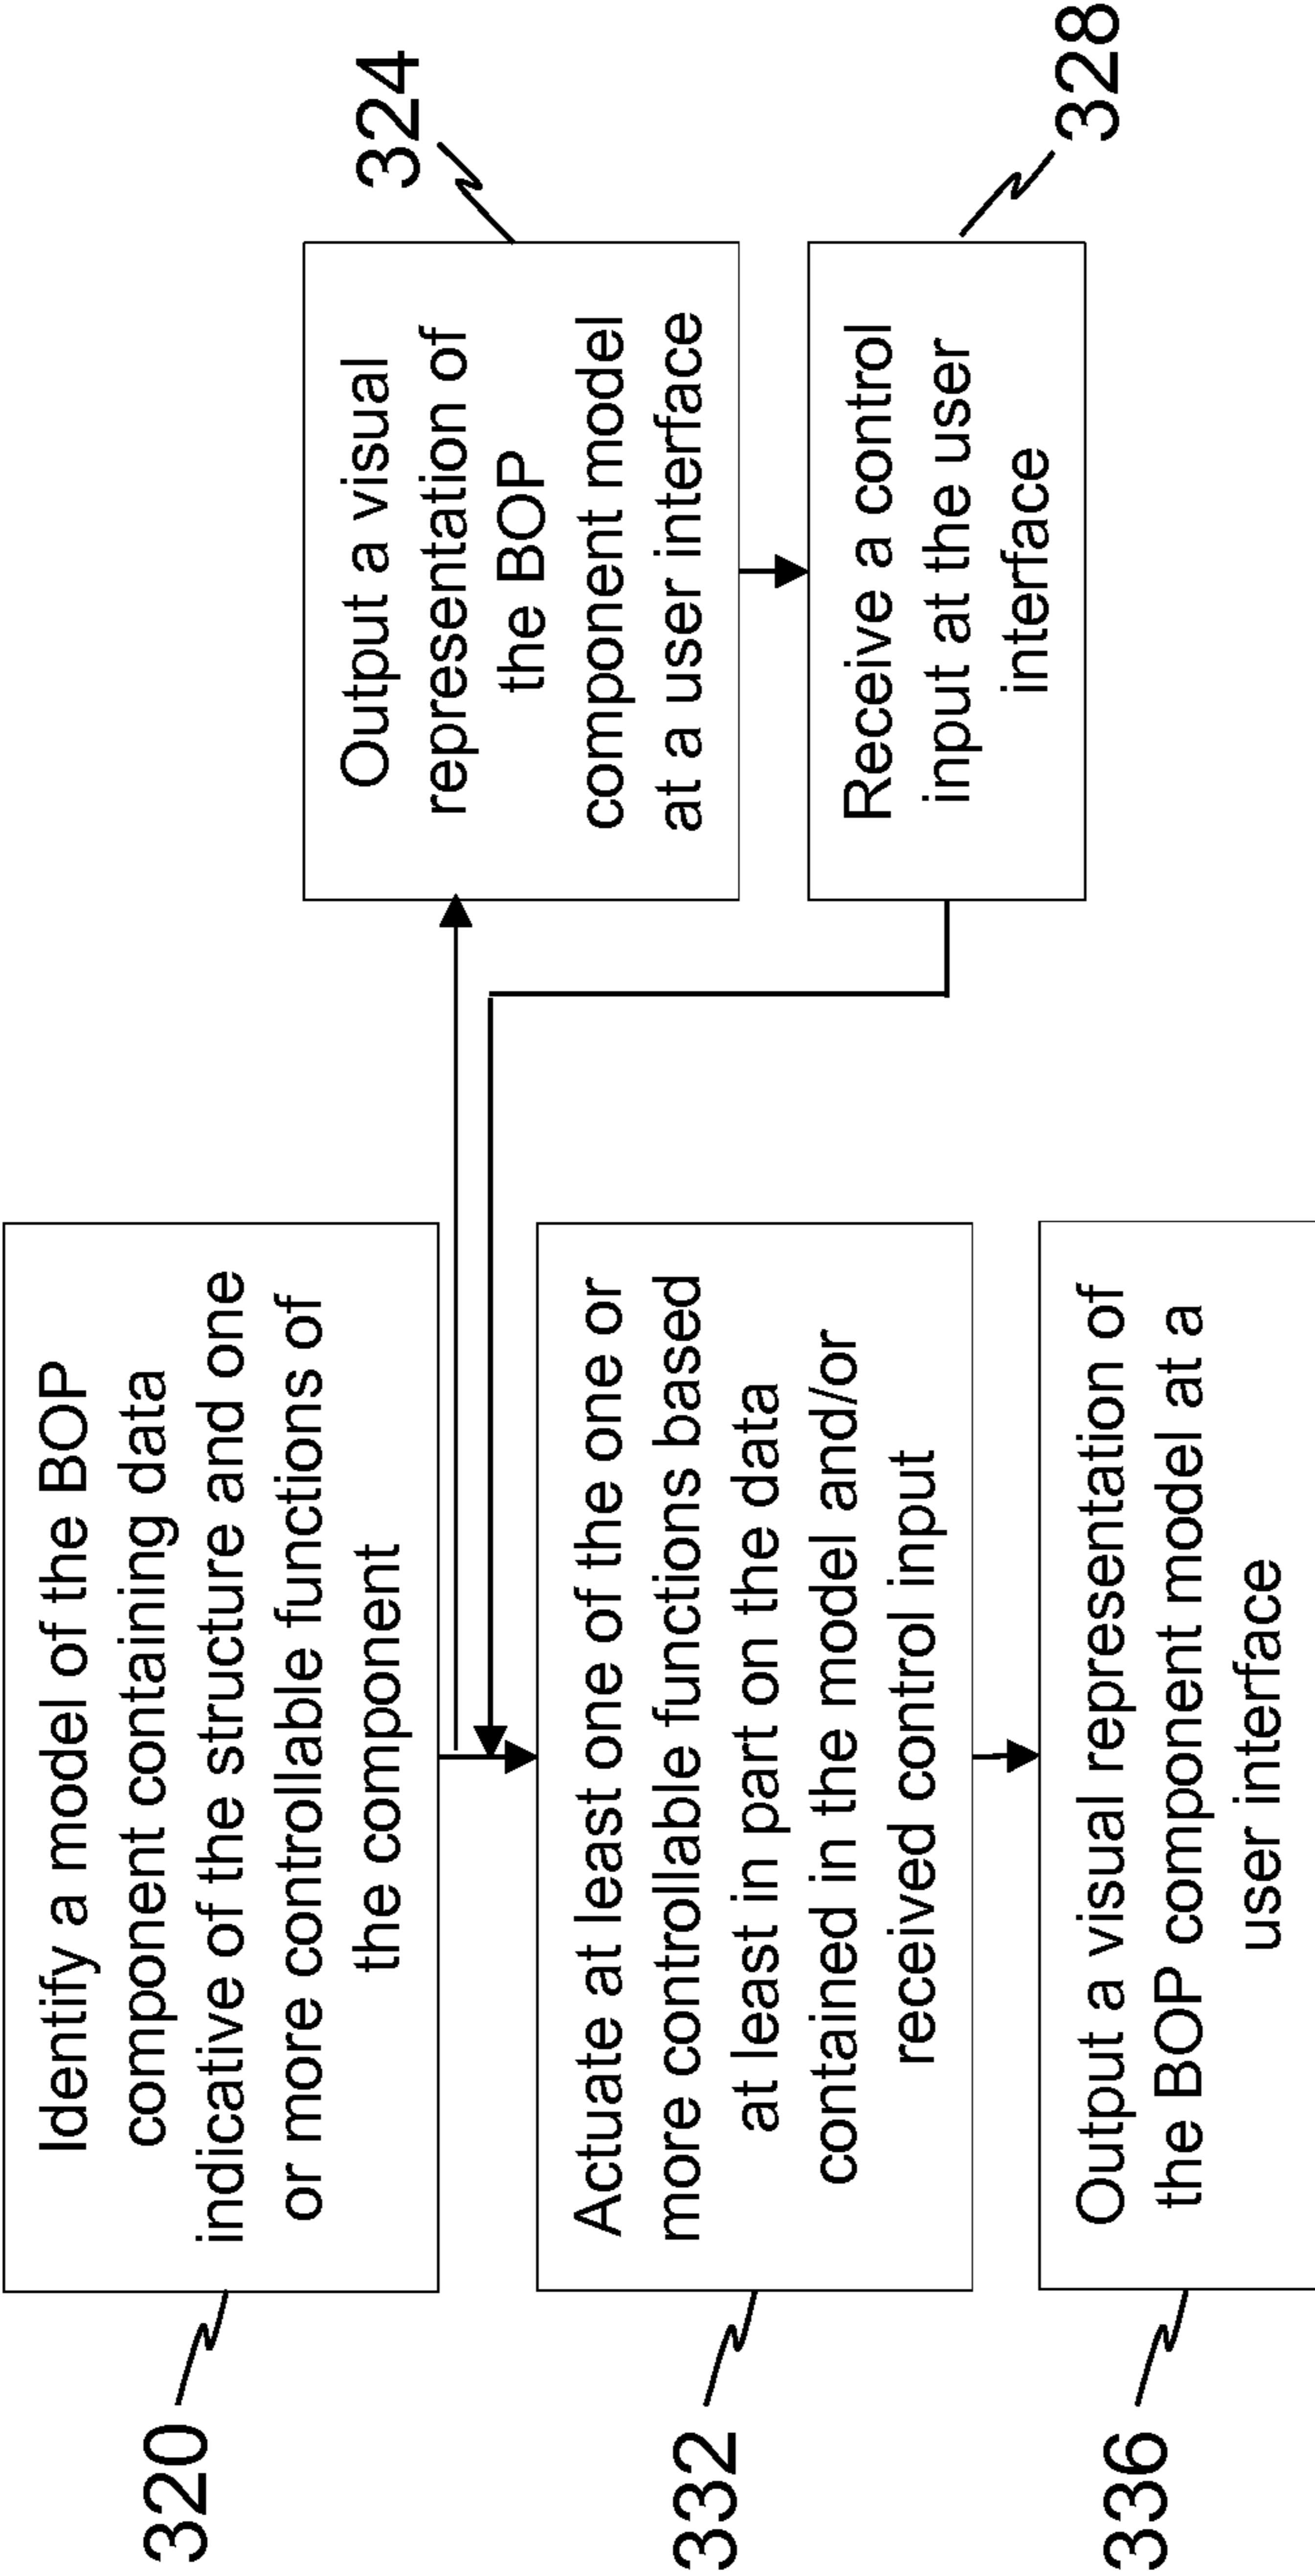 320
Identify a model of the BOP
component containing data
indicative of the structure and one
or more controllable functions of
the component
324
Output a visual
representation of
the BOP
component model
at a user interface
328
Receive a control
input at the user
interface
332
Actuate at least one of the one or
more controllable functions based
at least in part on the data
contained in the model and/or
received control input
336
Output a visual representation of
the BOP component model at a
user interface